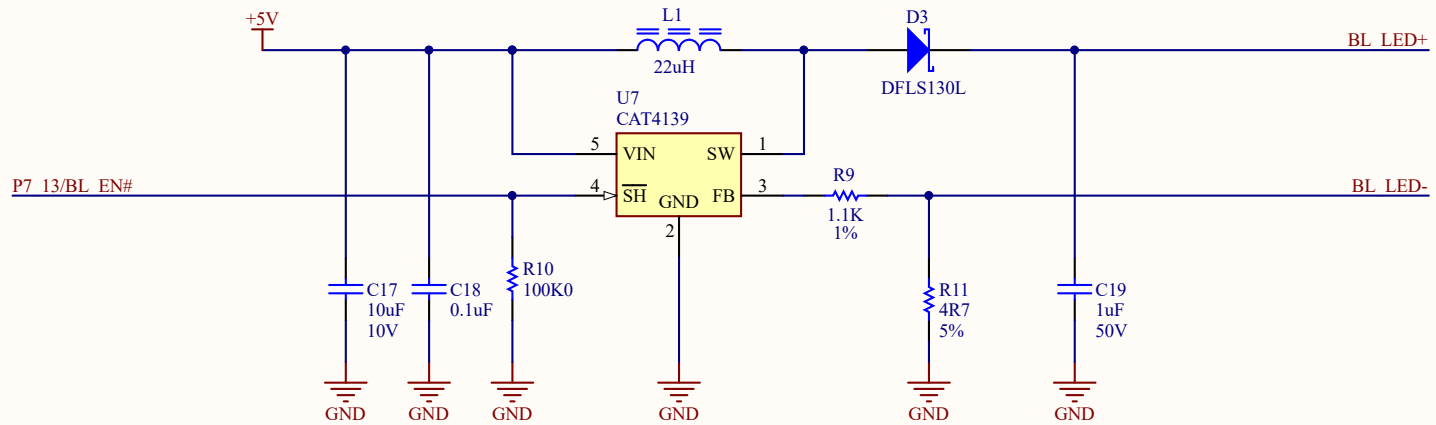 +5V
L1
22uH
D3
DFLS130L
BL_LED+
U7
CAT4139
5
VIN
SW
1
P7_13/BL_EN#
4
SH
GND
FB
3
2
R9
1.1K
1%
BL_LED-
C17
10uF
10V
C18
0.1uF
R10
100K0
R11
4R7
5%
C19
1uF
50V
GND
GND
GND
GND
GND
GND